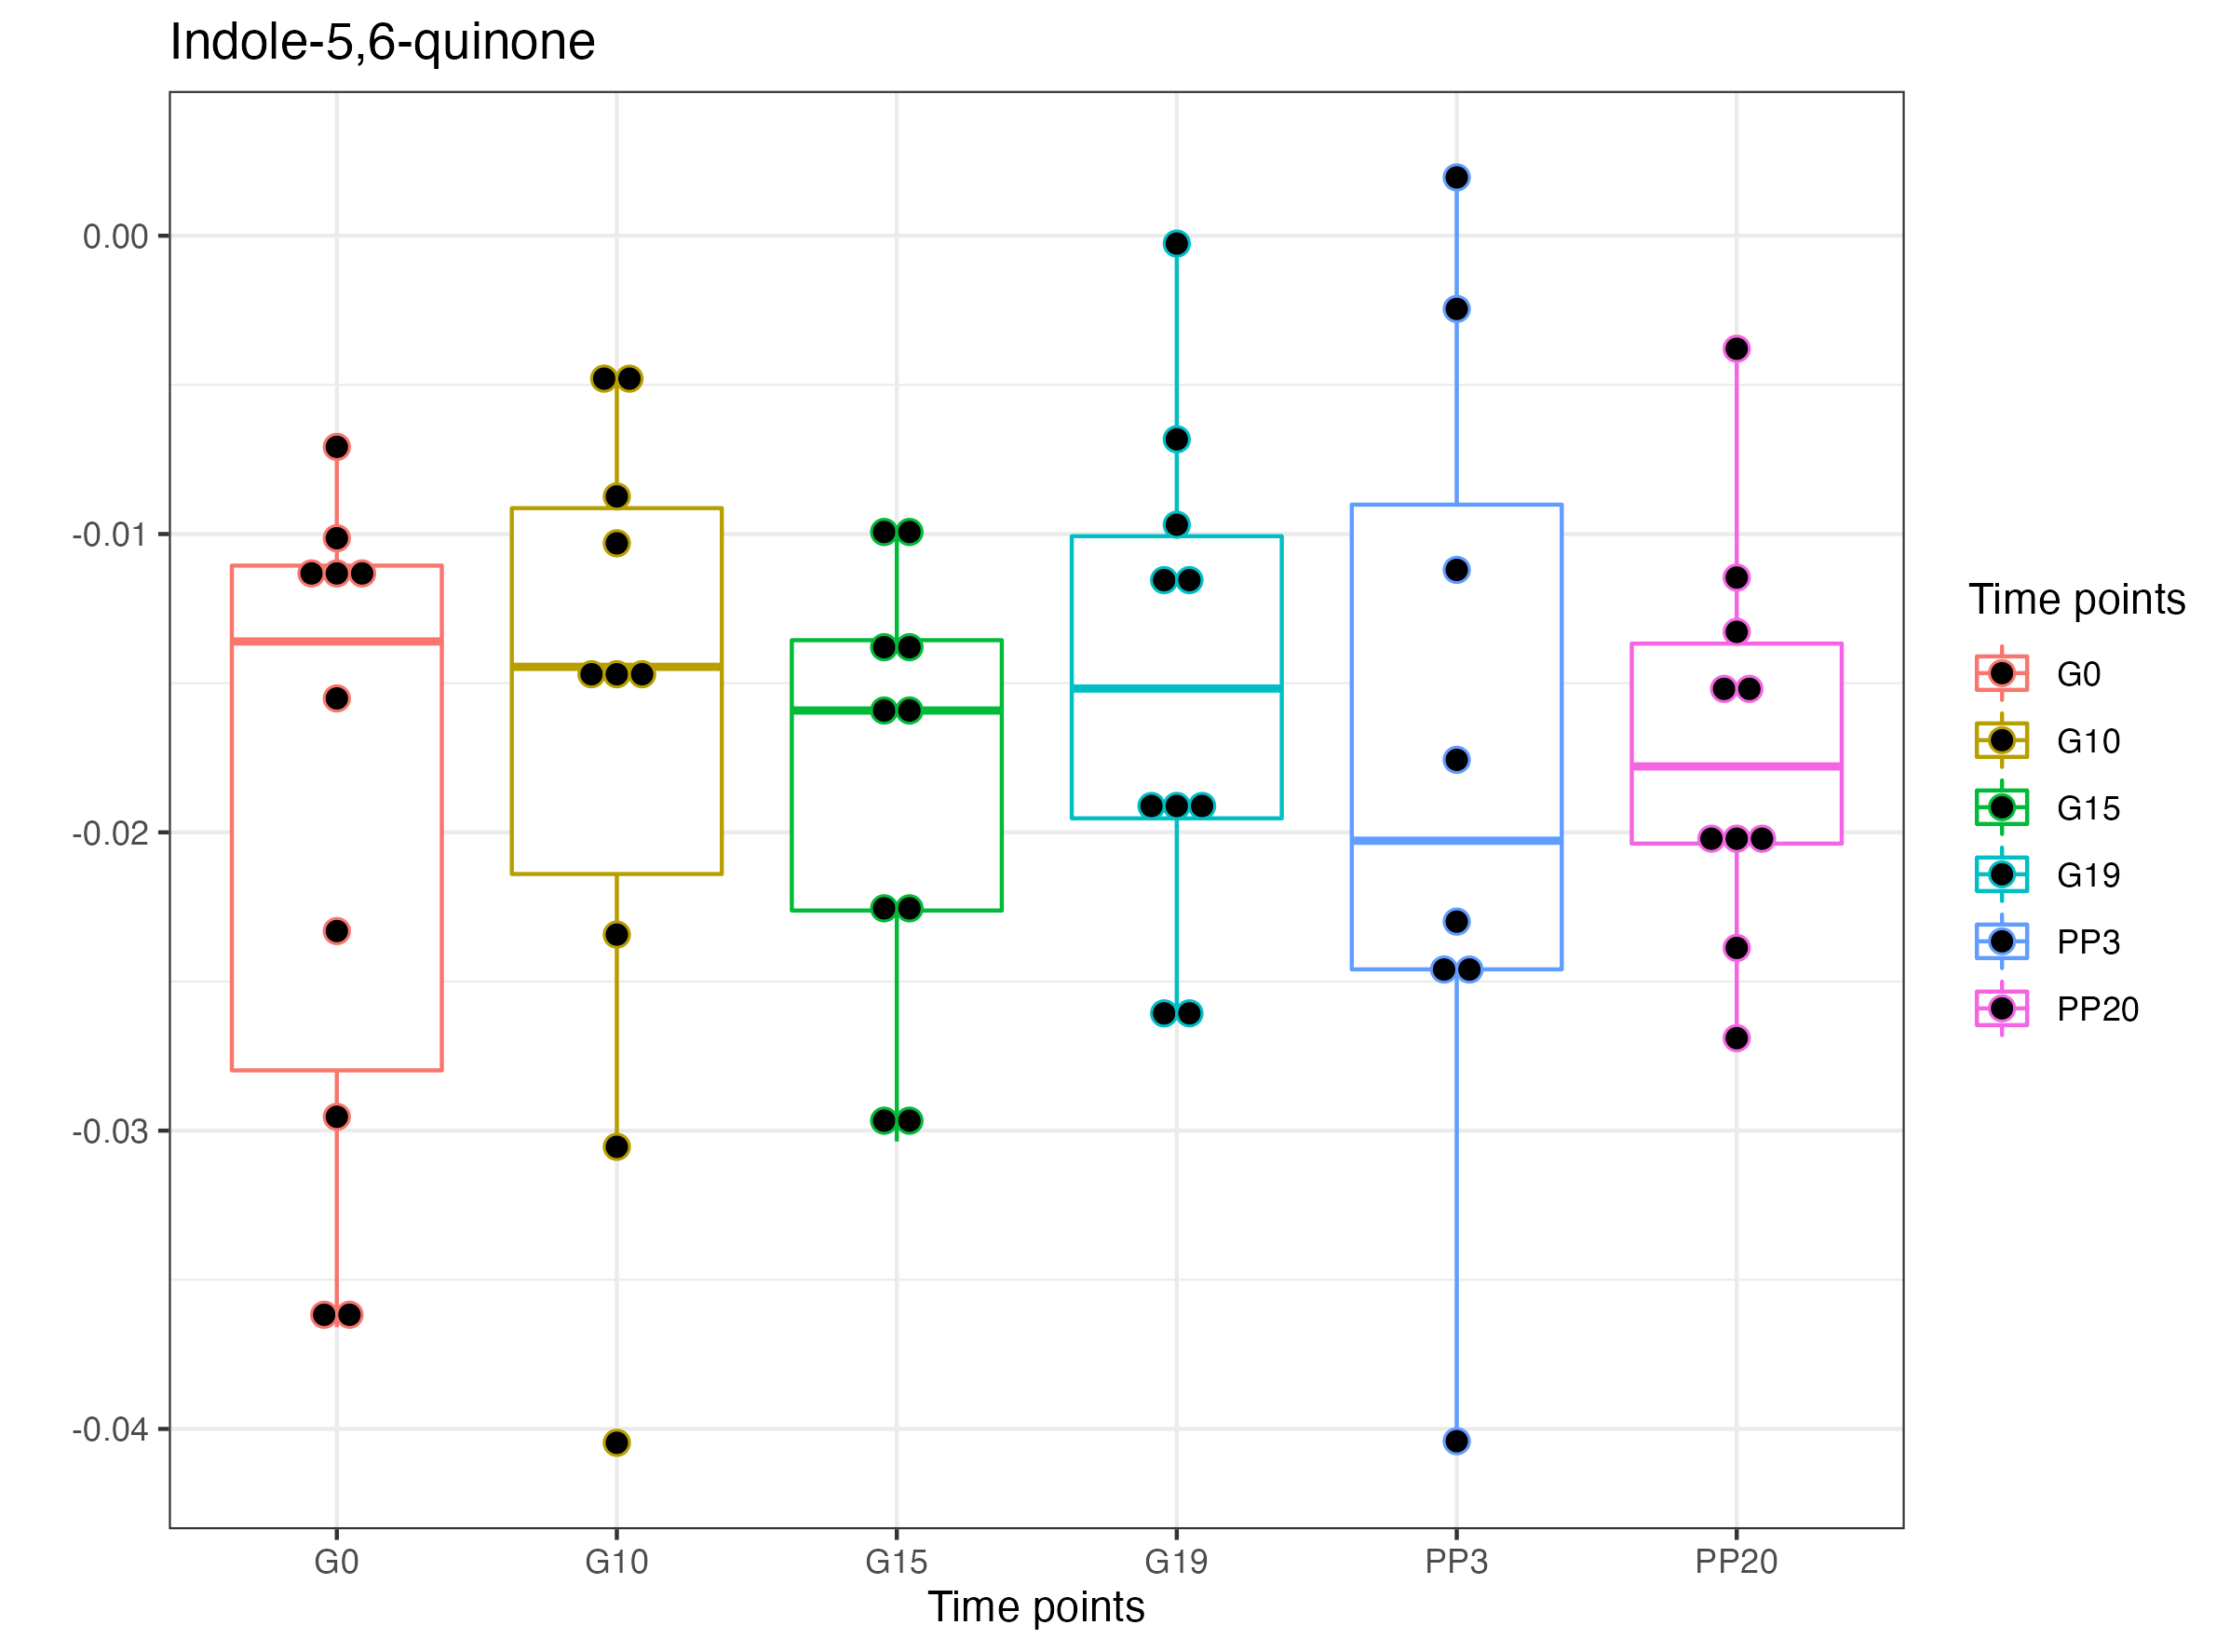 Indole-5,6-quinone
0.00
-0.01
-0.02
-0.03
-0.04
G0 G10 G15 G19 PP3 PP20
Time points
Time points
G0
G10
G15
G19
PP3
PP20